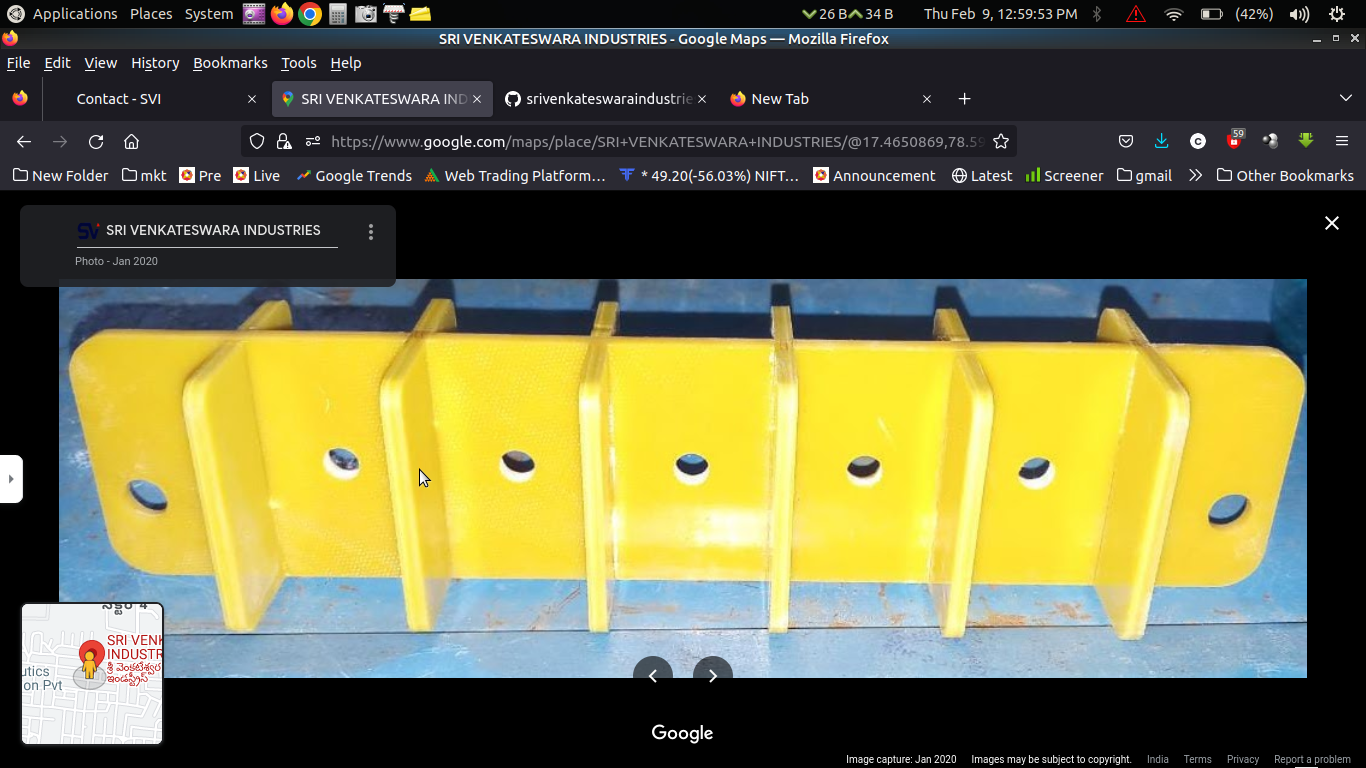 Applications Places System 26 B 34 B Thu Feb 9, 12:59:53 PM (42%)
SRI VENKATESWARA INDUSTRIES - Google Maps — Mozilla Firefox
File Edit View History Bookmarks Tools Help
Contact - SVI SRI VENKATESWARA IND srivenkateswaraindustrie New Tab
https://www.google.com/maps/place/SRI+VENKATESWARA+INDUSTRIES/@17.4650869,78.59 59
New Folder mkt Pre Live Google Trends Web Trading Platform… * 49.20(-56.03%) NIFT… Announcement Latest Screener gmail Other Bookmarks
SV SRI VENKATESWARA INDUSTRIES
Photo - Jan 2020
SRI VENK
INDUSTR
శ్రీ వెంకటేశ్వర
ఇండస్ట్రీస్
utics
on Pvt
Google
Image capture: Jan 2020 Images may be subject to copyright. India Terms Privacy Report a problem